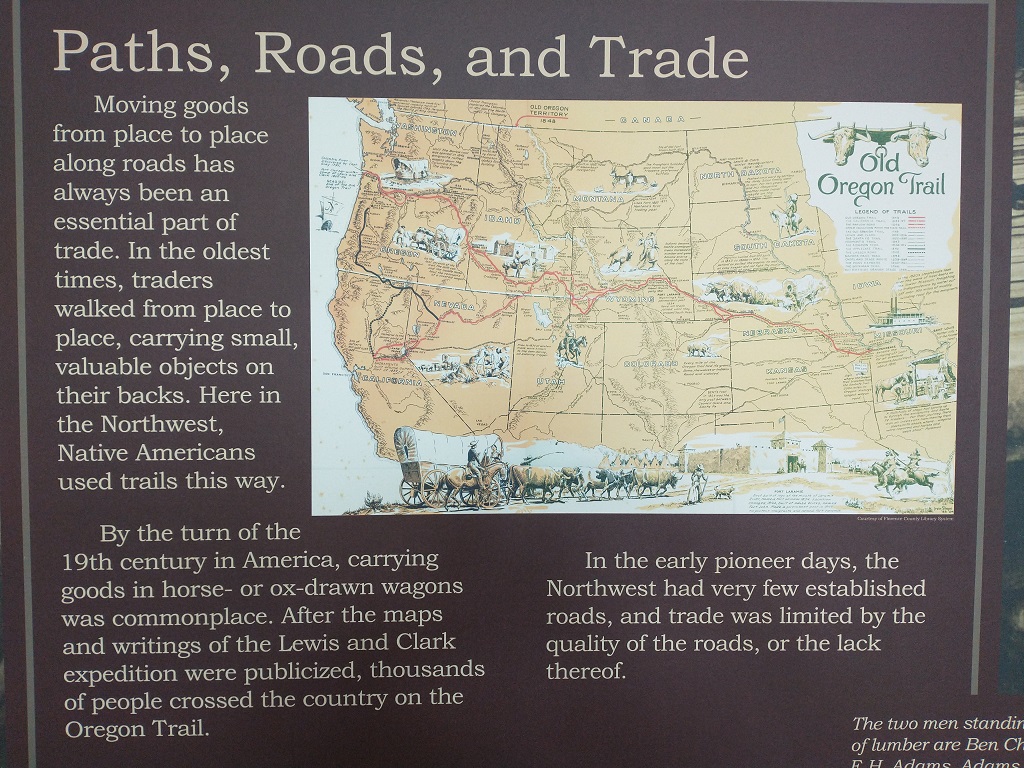 Paths, Roads, and Trade
Moving goods
from place to place
along roads has
always been an
essential part of
trade. In the oldest
times, traders
walked from place to
place, carrying small,
valuable objects on
their backs. Here in
the Northwest,
Native Americans
used trails this way.
By the turn of the
19th century in America, carrying
goods in horse- or ox-drawn wagons
was commonplace. After the maps
and writings of the Lewis and Clark
expedition were publicized, thousands
of people crossed the country on the
Oregon Trail.
OLD OREGON
TERRITORY
1848
CANADA
Old
Oregon Trail
LEGEND OF TRAILS
WASHINGTON
MONTANA
NORTH DAKOTA
IDAHO
SOUTH DAKOTA
OREGON
IOWA
WYOMING
NEVADA
NEBRASKA
MISSOURI
COLORADO
KANSAS
UTAH
CALIFORNIA
FORT LARAMIE
Courtesy of Florence County Library System
In the early pioneer days, the
Northwest had very few established
roads, and trade was limited by the
quality of the roads, or the lack
thereof.
The two men standin
of lumber are Ben Ch
E.H. Adams. Adams